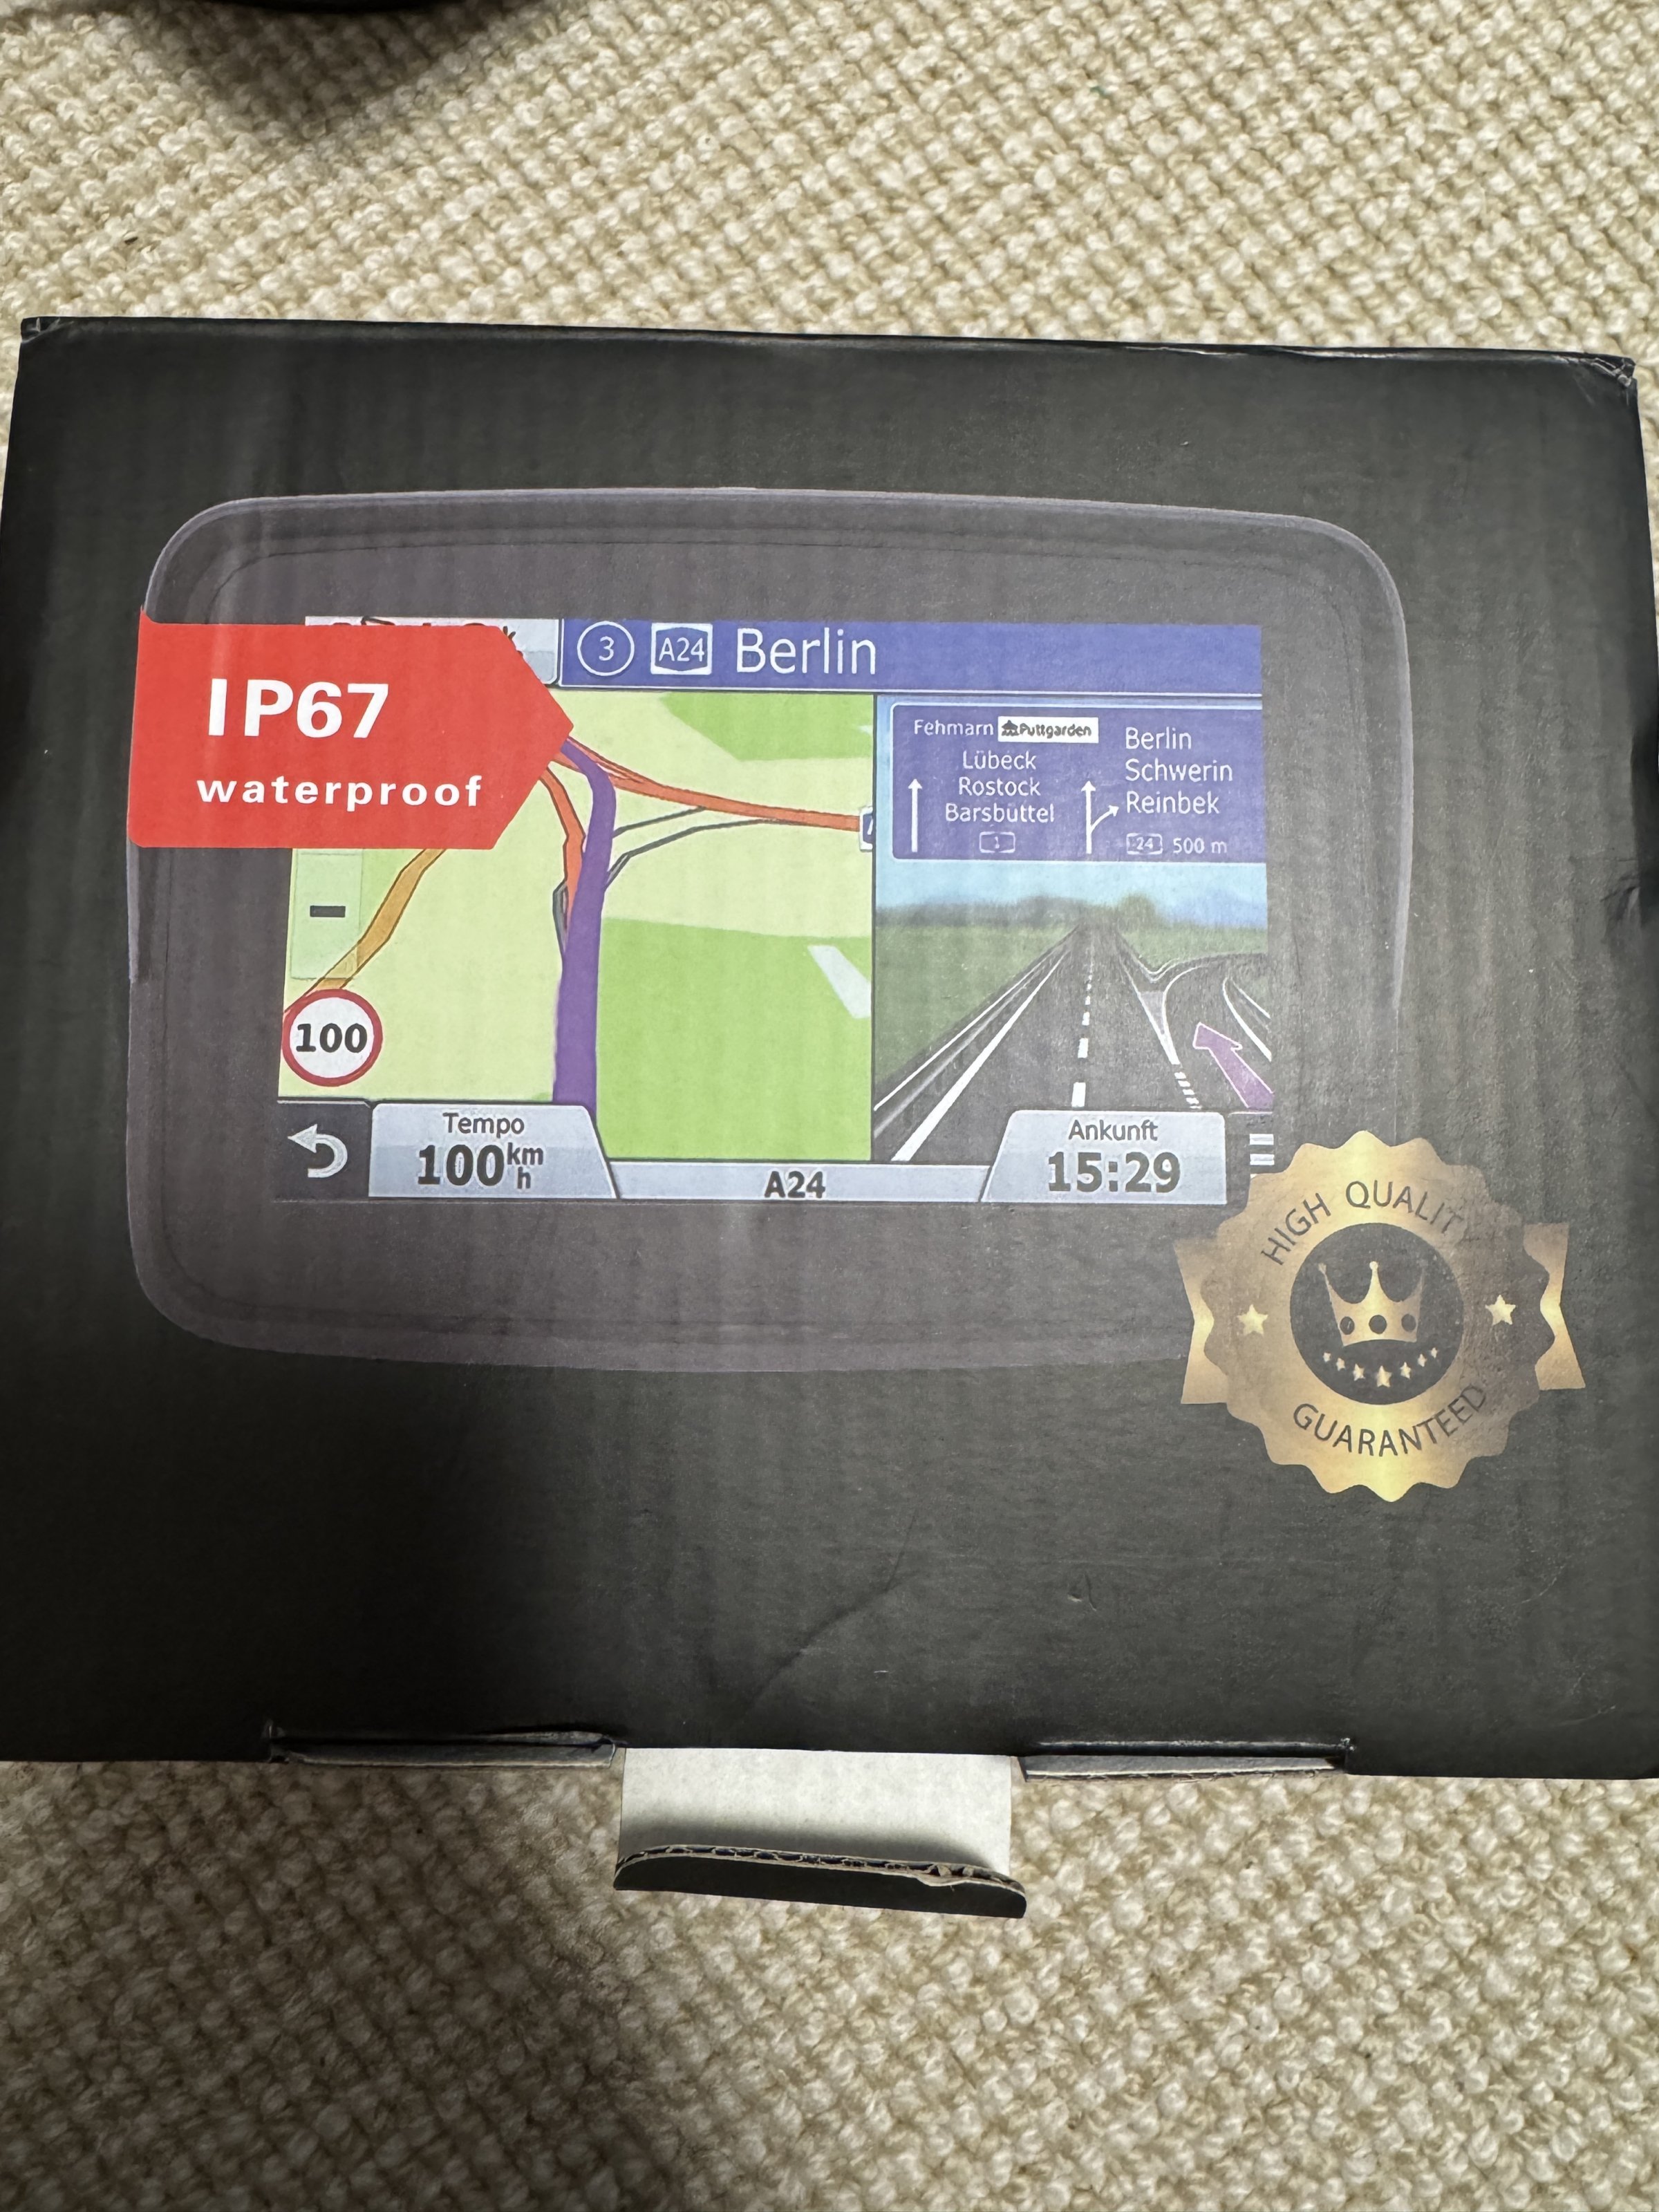 IP67
waterproof
3 A24 Berlin
Fehmarn Puttgarden
Lübeck
Rostock
Barsbüttel
1
Berlin
Schwerin
Reinbek
24 500 m
100
Tempo
100 km/h
A24
Ankunft
15:29
HIGH QUALITY
GUARANTEED